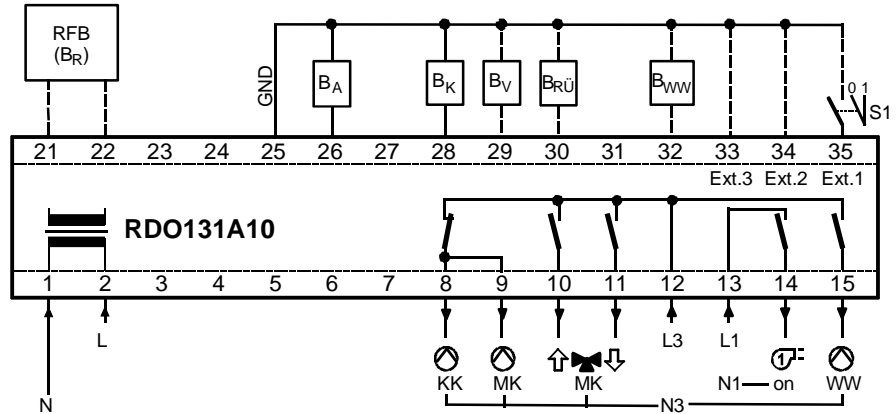 RFB
(BR)
GND
BA
BK
BV
BRÜ
BWW
0 1
S1
21 22 23 24 25 26 27 28 29 30 31 32 33 34 35
Ext.3 Ext.2 Ext.1
RDO131A10
1 2 3 4 5 6 7 8 9 10 11 12 13 14 15
L L3 L1
1
KK MK MK N1 on WW
N N3